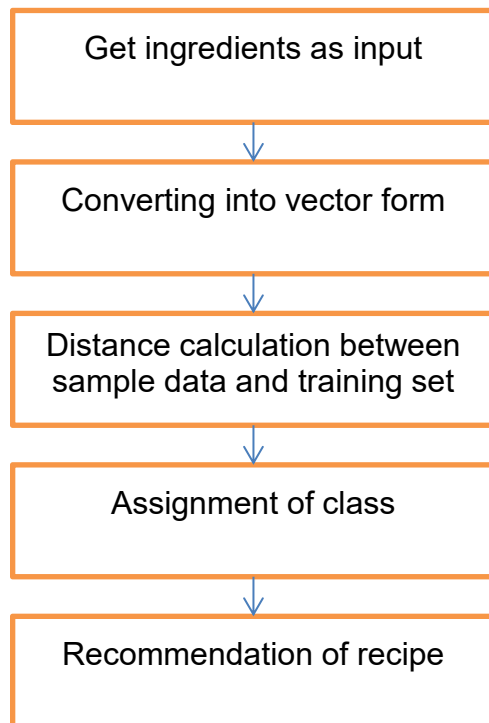 Get ingredients as input
Converting into vector form
Distance calculation between
sample data and training set
Assignment of class
Recommendation of recipe